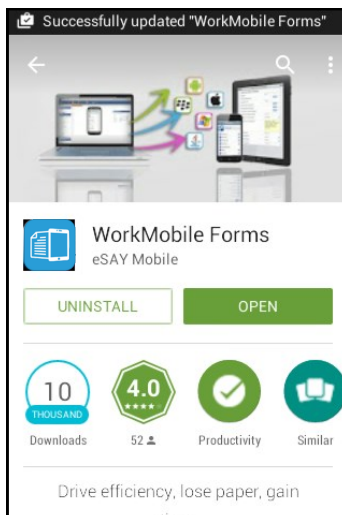 Successfully updated "WorkMobile Forms"
WorkMobile Forms
eSAY Mobile
UNINSTALL
OPEN
10
THOUSAND
Downloads
4.0
52
Productivity
Similar
Drive efficiency, lose paper, gain